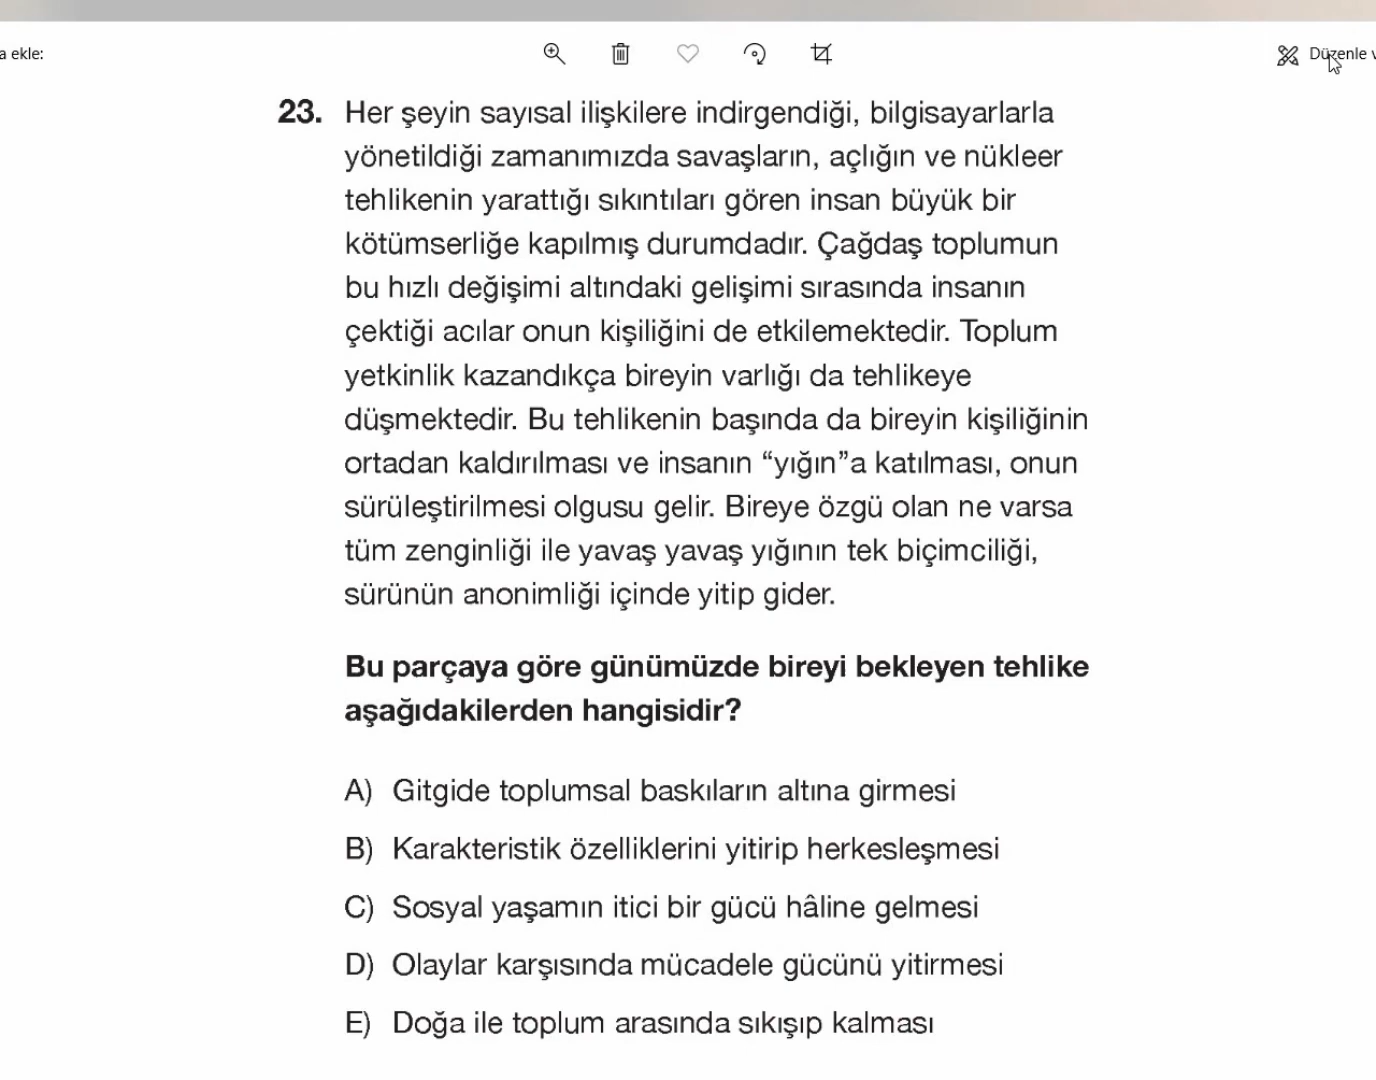 a ekle:
Düzenle v
23. Her şeyin sayısal ilişkilere indirgendiği, bilgisayarlarla
yönetildiği zamanımızda savaşların, açlığın ve nükleer
tehlikenin yarattığı sıkıntıları gören insan büyük bir
kötümserliğe kapılmış durumdadır. Çağdaş toplumun
bu hızlı değişimi altındaki gelişimi sırasında insanın
çektiği acılar onun kişiliğini de etkilemektedir. Toplum
yetkinlik kazandıkça bireyin varlığı da tehlikeye
düşmektedir. Bu tehlikenin başında da bireyin kişiliğinin
ortadan kaldırılması ve insanın “yığın”a katılması, onun
sürüleştirilmesi olgusu gelir. Bireye özgü olan ne varsa
tüm zenginliği ile yavaş yavaş yığının tek biçimciliği,
sürünün anonimliği içinde yitip gider.
Bu parçaya göre günümüzde bireyi bekleyen tehlike
aşağıdakilerden hangisidir?
A) Gitgide toplumsal baskıların altına girmesi
B) Karakteristik özelliklerini yitirip herkesleşmesi
C) Sosyal yaşamın itici bir gücü hâline gelmesi
D) Olaylar karşısında mücadele gücünü yitirmesi
E) Doğa ile toplum arasında sıkışıp kalması